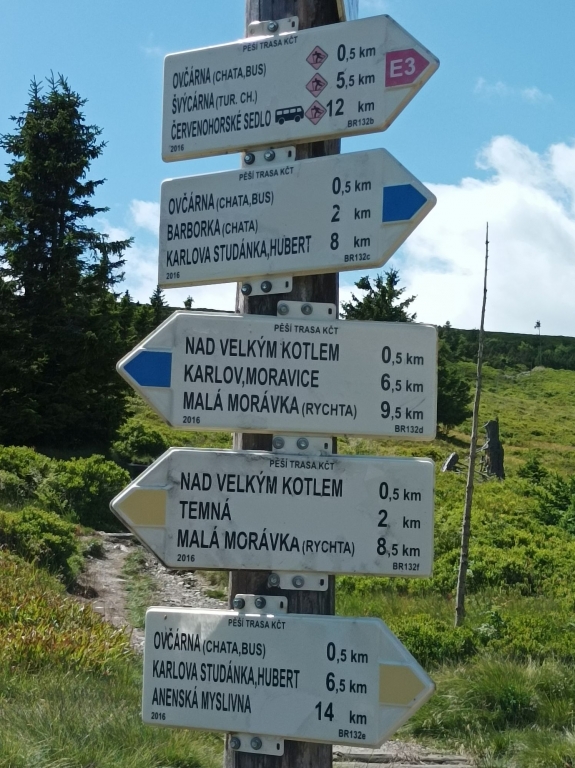 PĚŠÍ TRASA KČT
OVČÁRNA (CHATA,BUS) 0,5 km
ŠVÝCÁRNA (TUR. CH.) 5,5 km
ČERVENOHORSKÉ SEDLO 12 km
E3
2016 BR132b
PĚŠÍ TRASA KČT
OVČÁRNA (CHATA,BUS) 0,5 km
BARBORKA (CHATA) 2 km
KARLOVA STUDÁNKA,HUBERT 8 km
2016 BR132c
PĚŠÍ TRASA KČT
NAD VELKÝM KOTLEM 0,5 km
KARLOV,MORAVICE 6,5 km
MALÁ MORÁVKA (RYCHTA) 9,5 km
2016 BR132d
PĚŠÍ TRASA KČT
NAD VELKÝM KOTLEM 0,5 km
TEMNÁ 2 km
MALÁ MORÁVKA (RYCHTA) 8,5 km
2016 BR132f
PĚŠÍ TRASA KČT
OVČÁRNA (CHATA,BUS) 0,5 km
KARLOVA STUDÁNKA,HUBERT 6,5 km
ANENSKÁ MYSLIVNA 14 km
2016 BR132e